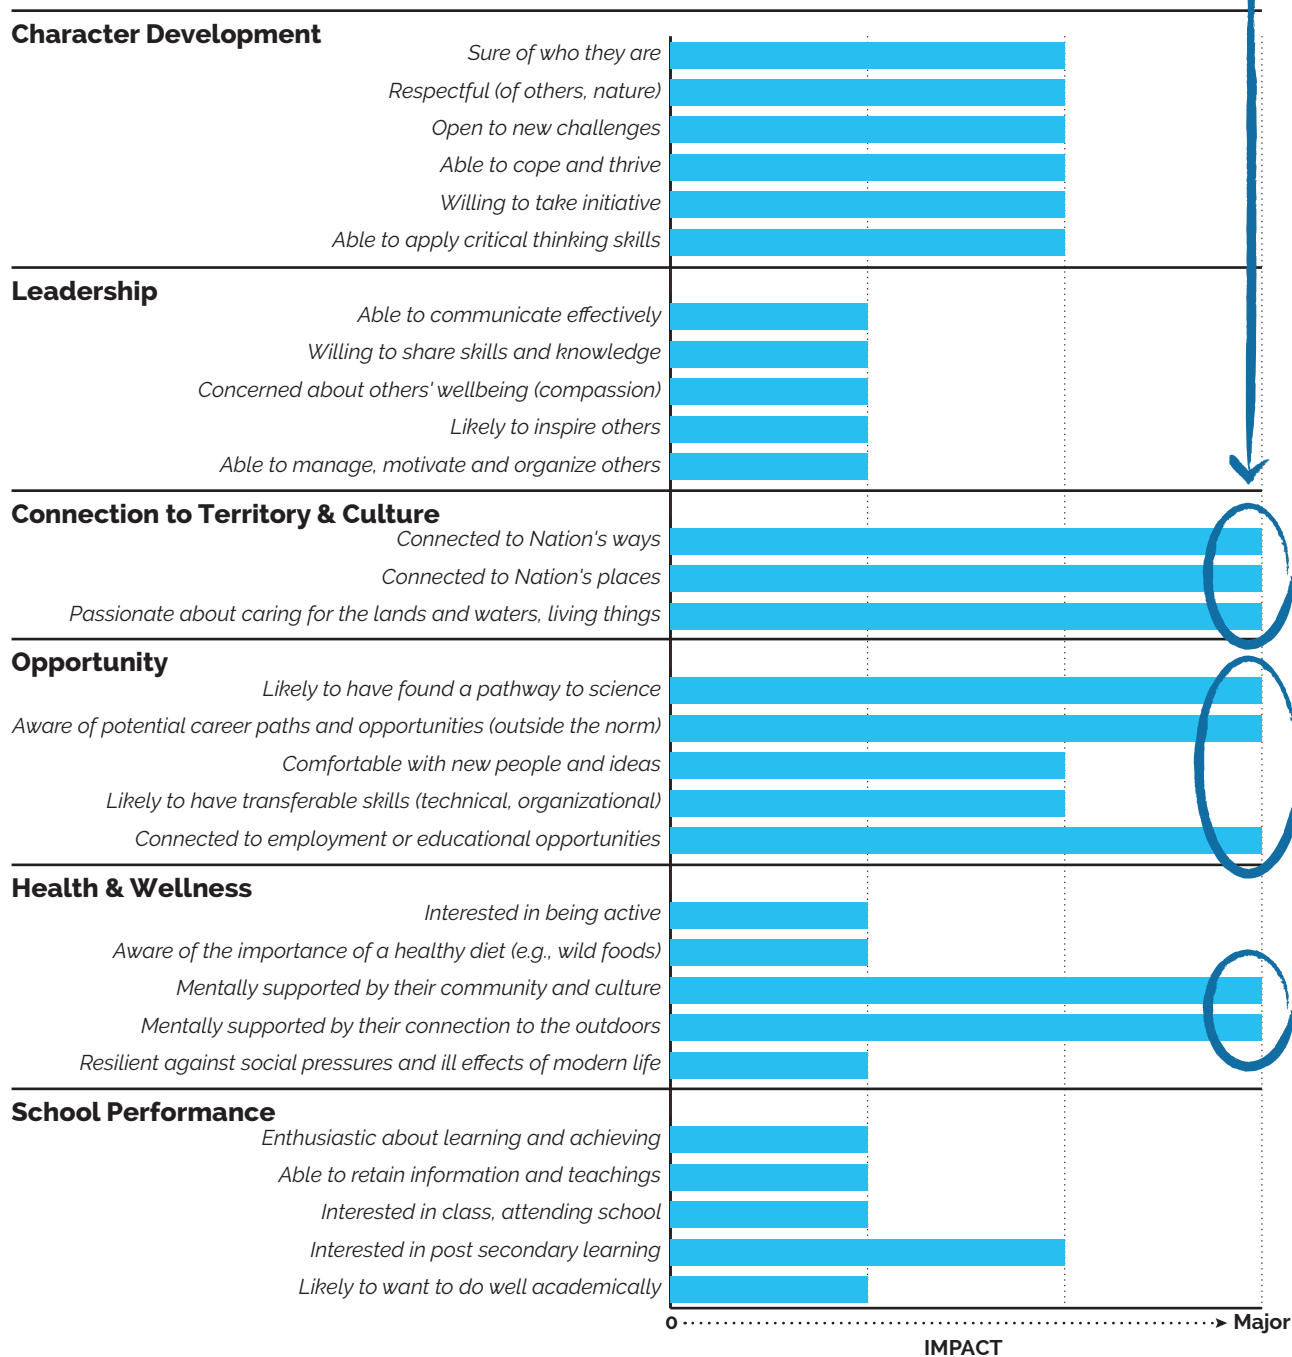 Character Development
Sure of who they are
Respectful (of others, nature)
Open to new challenges
Able to cope and thrive
Willing to take initiative
Able to apply critical thinking skills
Leadership
Able to communicate effectively
Willing to share skills and knowledge
Concerned about others' wellbeing (compassion)
Likely to inspire others
Able to manage, motivate and organize others
Connection to Territory & Culture
Connected to Nation's ways
Connected to Nation's places
Passionate about caring for the lands and waters, living things
Opportunity
Likely to have found a pathway to science
Aware of potential career paths and opportunities (outside the norm)
Comfortable with new people and ideas
Likely to have transferable skills (technical, organizational)
Connected to employment or educational opportunities
Health & Wellness
Interested in being active
Aware of the importance of a healthy diet (e.g., wild foods)
Mentally supported by their community and culture
Mentally supported by their connection to the outdoors
Resilient against social pressures and ill effects of modern life
School Performance
Enthusiastic about learning and achieving
Able to retain information and teachings
Interested in class, attending school
Interested in post secondary learning
Likely to want to do well academically
0 Major
IMPACT